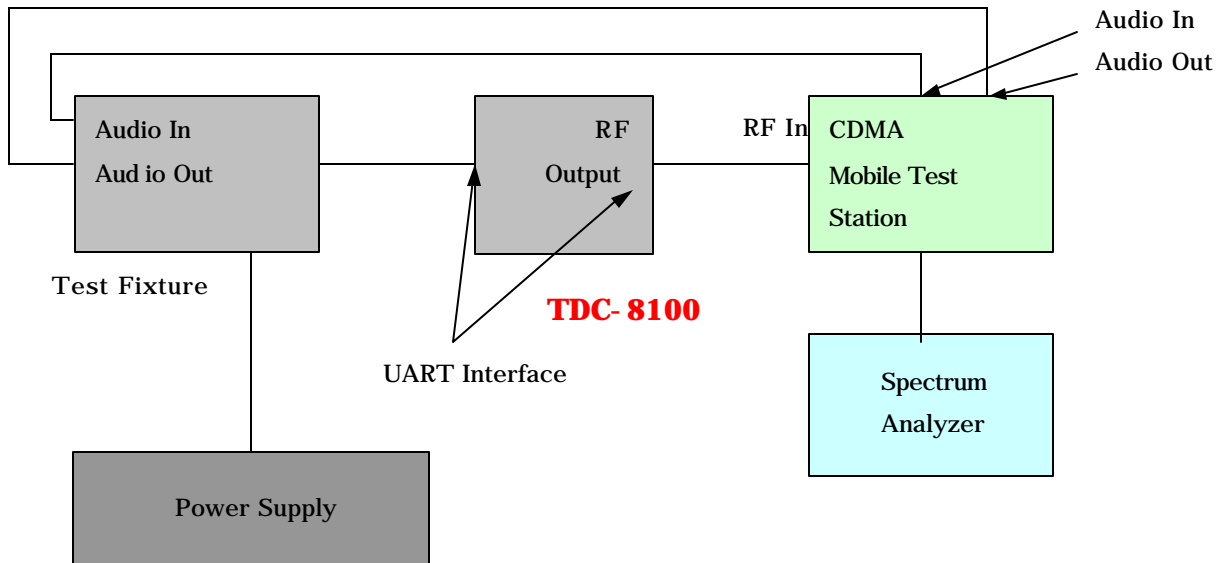 Audio In
Audio Out
Audio In
Aud io Out
RF
Output
RF In
CDMA
Mobile Test
Station
Test Fixture
TDC- 8100
UART Interface
Spectrum
Analyzer
Power Supply